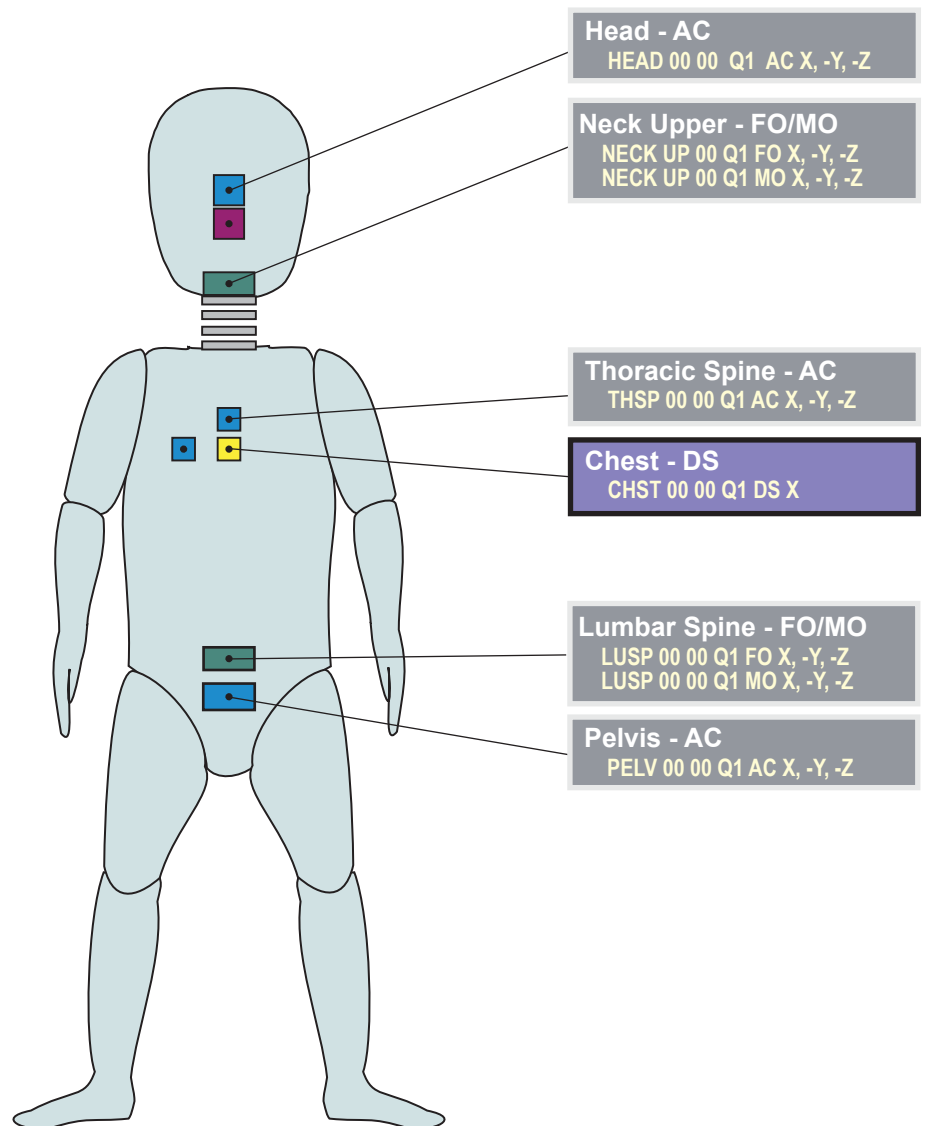 Head - AC
HEAD 00 00 Q1 AC X, -Y, -Z
Neck Upper - FO/MO
NECK UP 00 Q1 FO X, -Y, -Z
NECK UP 00 Q1 MO X, -Y, -Z
Thoracic Spine - AC
THSP 00 00 Q1 AC X, -Y, -Z
Chest - DS
CHST 00 00 Q1 DS X
Lumbar Spine - FO/MO
LUSP 00 00 Q1 FO X, -Y, -Z
LUSP 00 00 Q1 MO X, -Y, -Z
Pelvis - AC
PELV 00 00 Q1 AC X, -Y, -Z